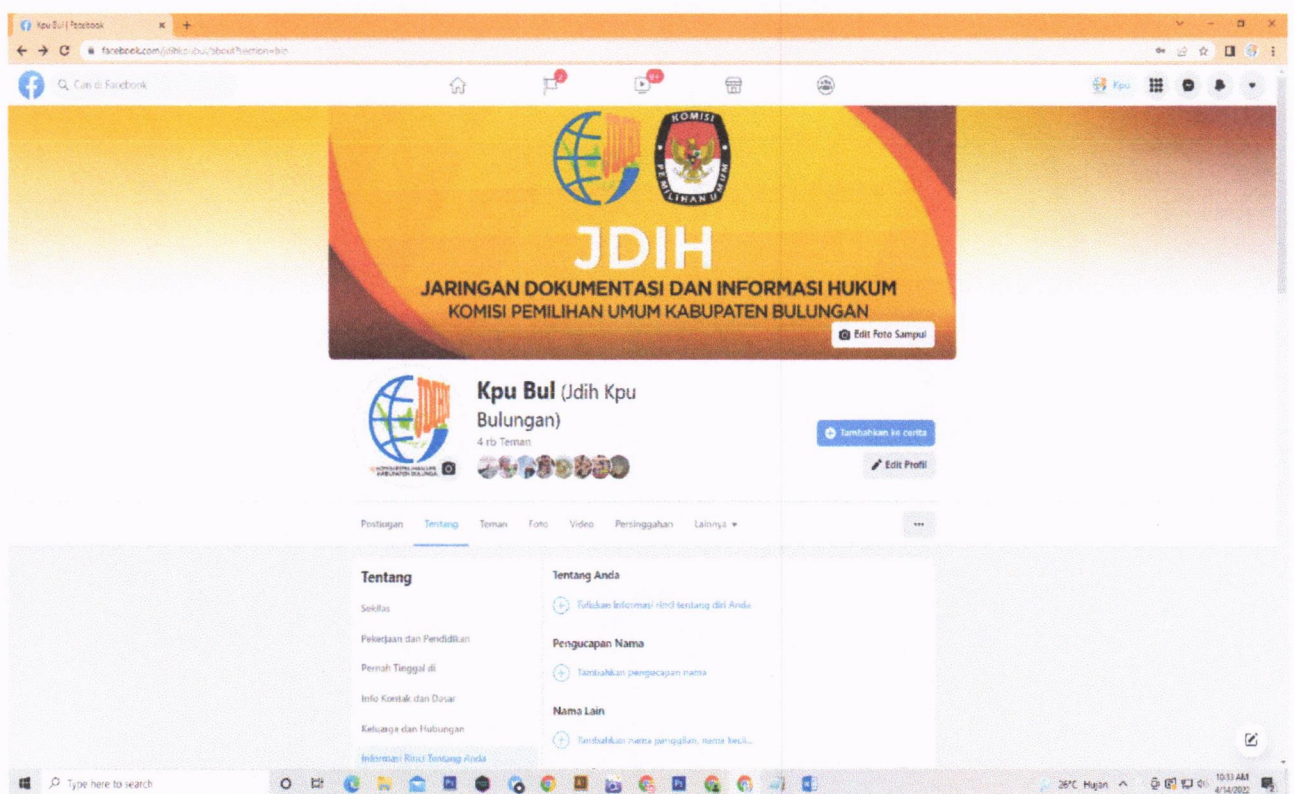 Kpu Bul | Facebook
Cari di Facebook
2
9+
Kpu
KOMISI
PEMILIHAN UMUM
JDIH
JARINGAN DOKUMENTASI DAN INFORMASI HUKUM
KOMISI PEMILIHAN UMUM KABUPATEN BULUNGAN
Edit Foto Sampul
Kpu Bul (Jdih Kpu
Bulungan)
4 rb Teman
Tambahkan ke cerita
Edit Profil
Postingan Tentang Teman Foto Video Persinggahan Lainnya
Tentang
Sekilas
Pekerjaan dan Pendidikan
Pernah Tinggal di
Info Kontak dan Dasar
Keluarga dan Hubungan
Informasi Rinci Tentang Anda
Tentang Anda
Tuliskan informasi rinci tentang diri Anda
Pengucapan Nama
Tambahkan pengucapan nama
Nama Lain
Tambahkan nama panggilan, nama kecil...
Type here to search
26°C Hujan
10:33 AM
4/14/2022